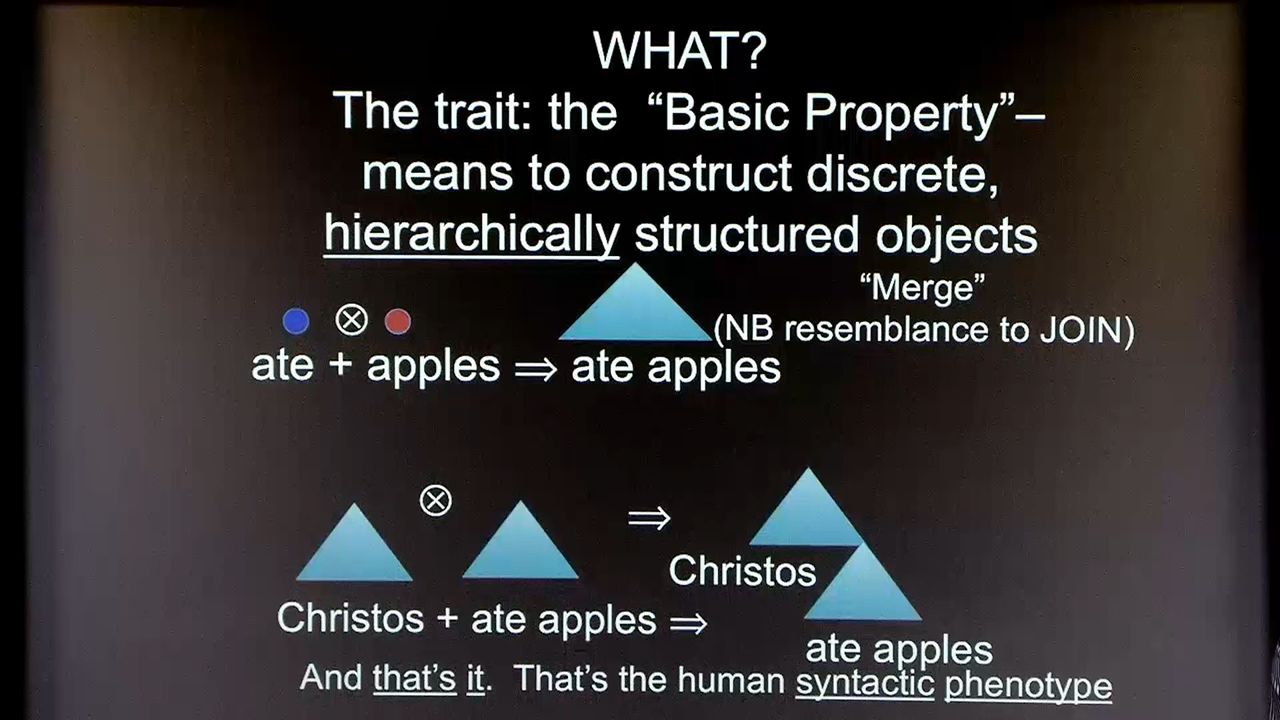 WHAT?
The trait: the “Basic Property”–
means to construct discrete,
hierarchically structured objects
“Merge”
(NB resemblance to JOIN)
ate + apples ⇒ ate apples
⇒
Christos
Christos + ate apples ⇒
ate apples
And that’s it. That’s the human syntactic phenotype